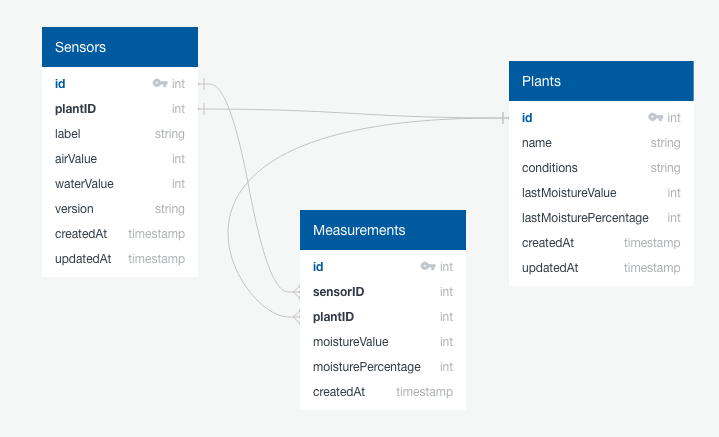 Sensors
id int
plantID int
label string
airValue int
waterValue int
version string
createdAt timestamp
updatedAt timestamp
Plants
id int
name string
conditions string
lastMoistureValue int
lastMoisturePercentage int
createdAt timestamp
updatedAt timestamp
Measurements
id int
sensorID int
plantID int
moistureValue int
moisturePercentage int
createdAt timestamp